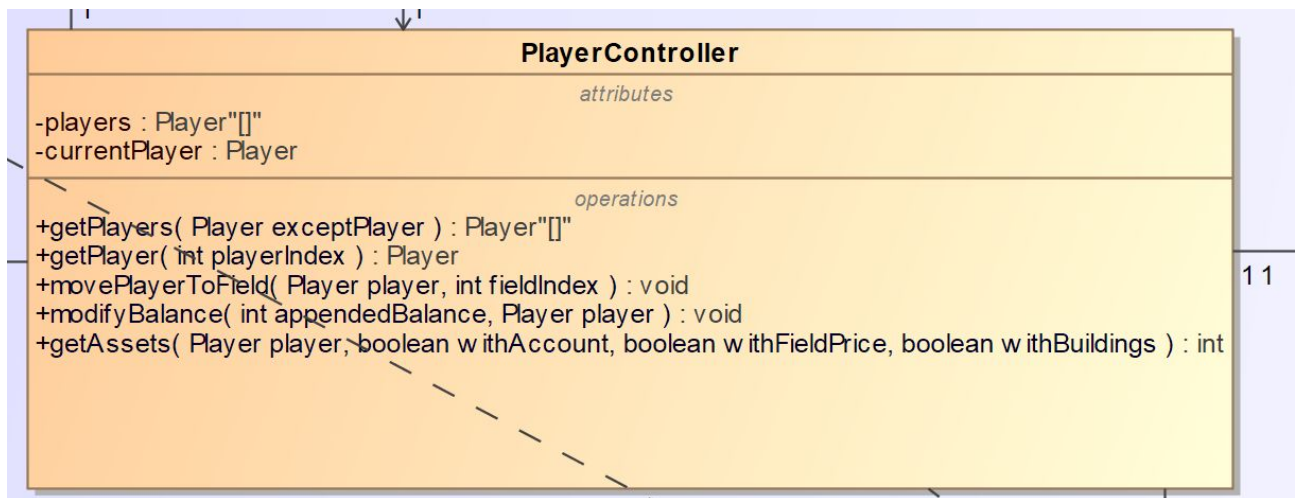 1
1
PlayerController
attributes
-players : Player"[]"
-currentPlayer : Player
operations
+getPlayers( Player exceptPlayer ) : Player"[]"
+getPlayer( int playerIndex ) : Player
+movePlayerToField( Player player, int fieldIndex ) : void
+modifyBalance( int appendedBalance, Player player ) : void
+getAssets( Player player, boolean withAccount, boolean withFieldPrice, boolean withBuildings ) : int
1 1